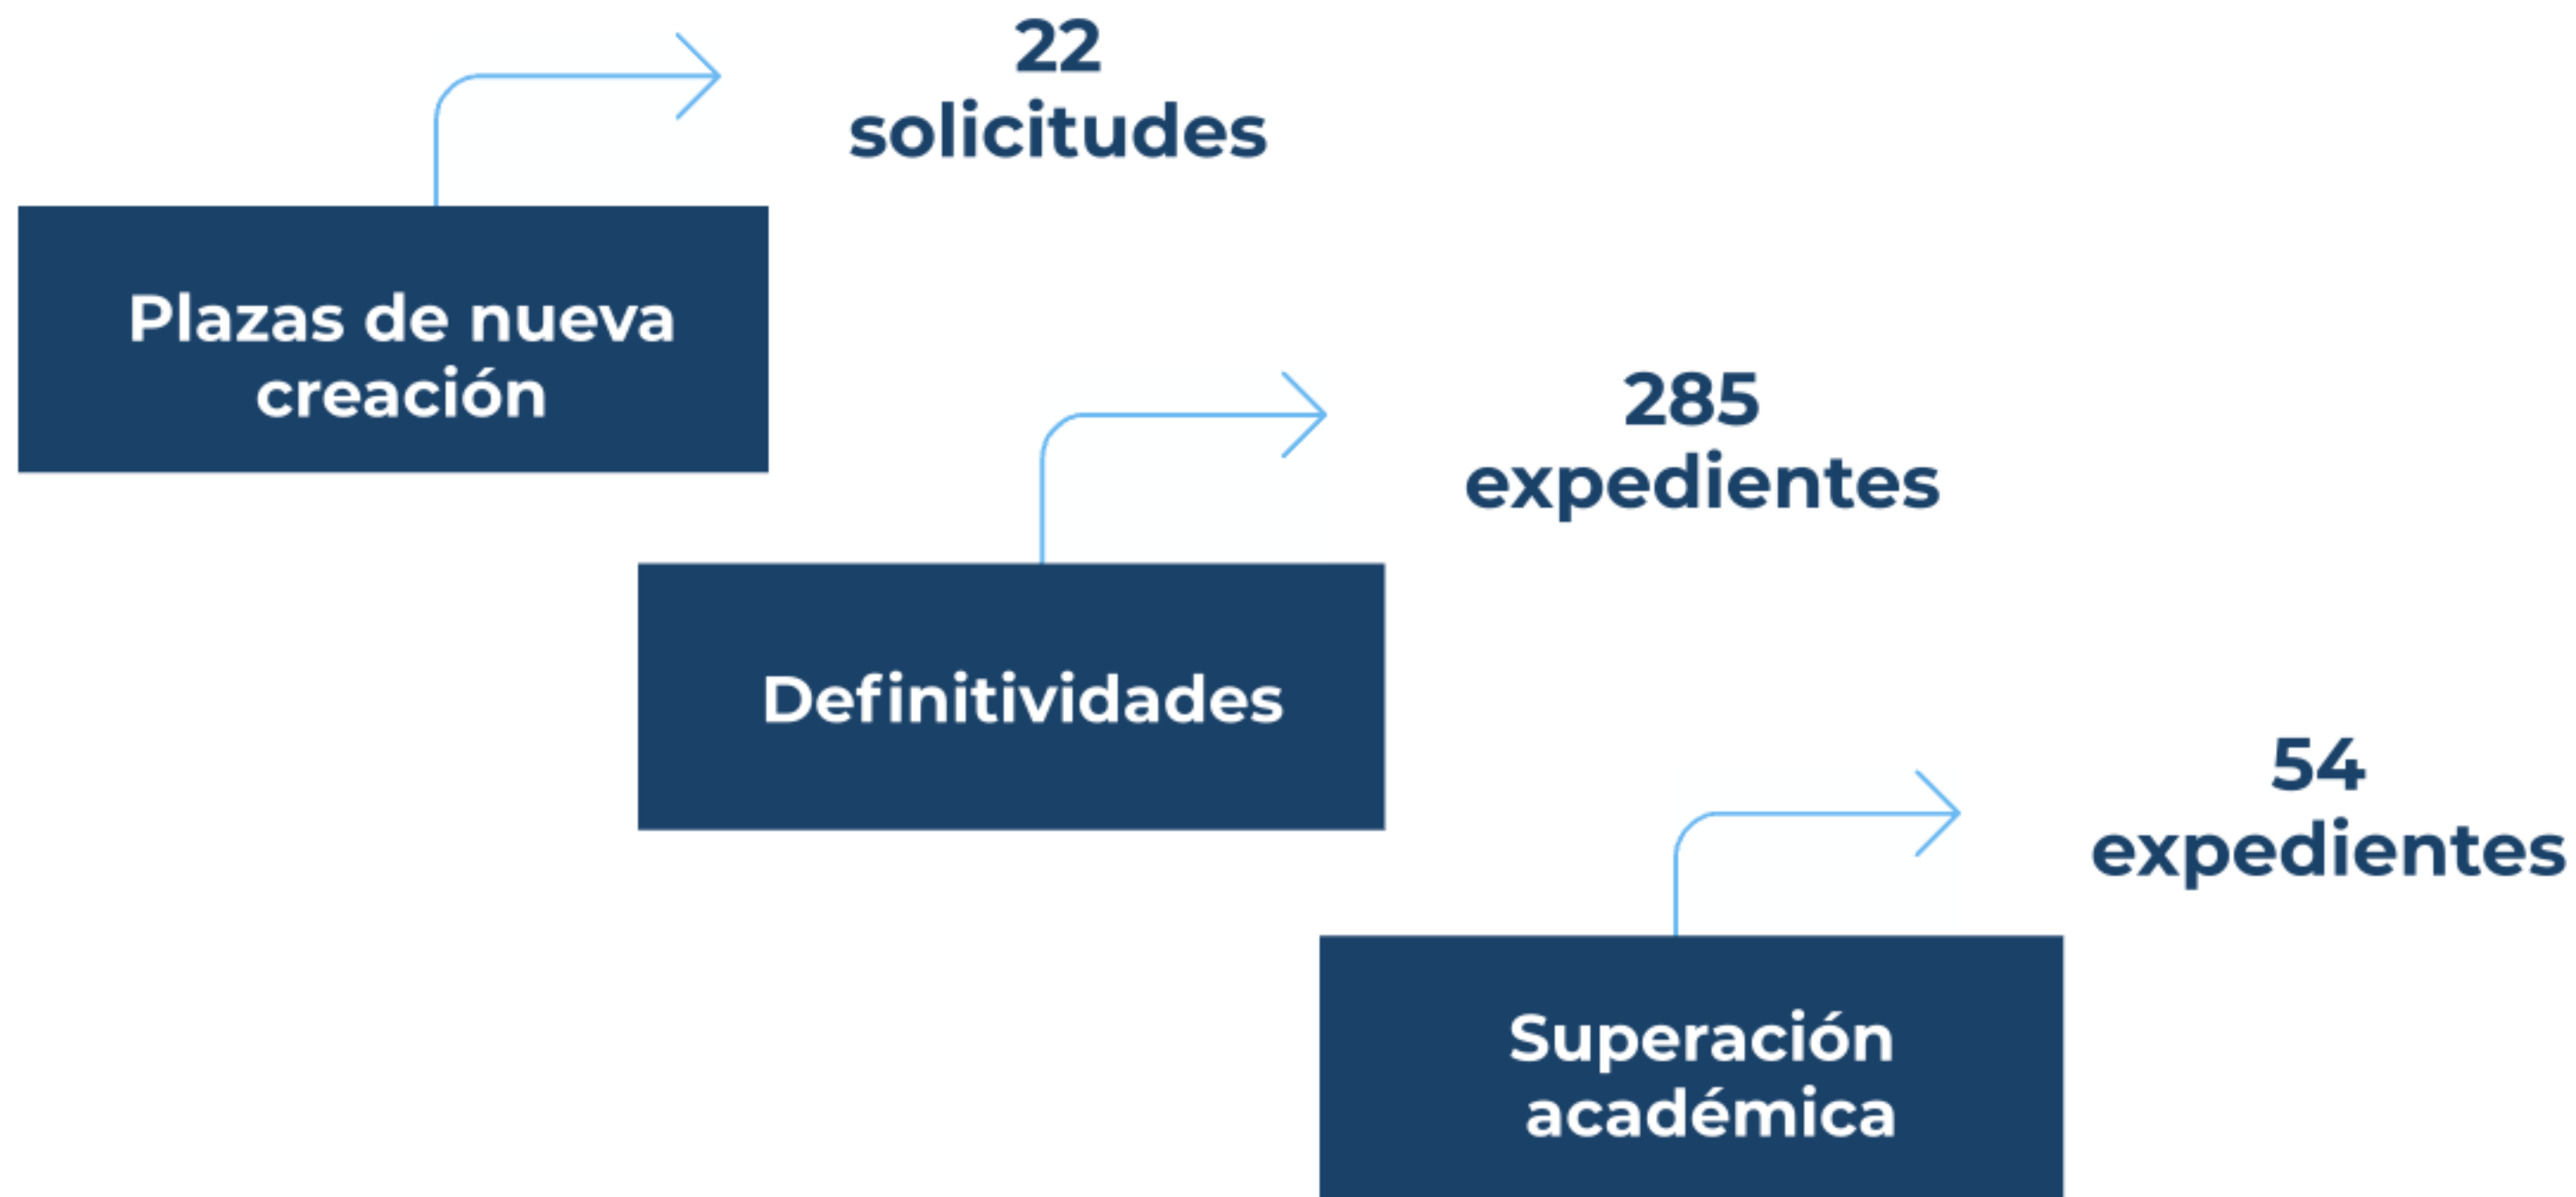 22
solicitudes
Plazas de nueva
creación
285
expedientes
Definitividades
54
expedientes
Superación
académica